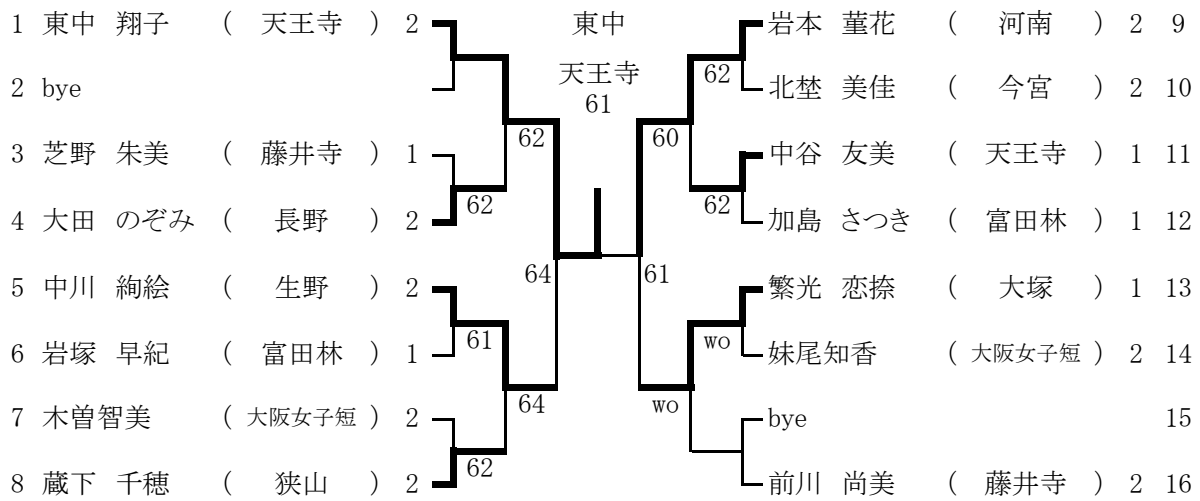 1 東中 翔子 ( 天王寺 ) 2
2 bye
3 芝野 朱美 ( 藤井寺 ) 1
4 大田 のぞみ ( 長野 ) 2
5 中川 絢絵 ( 生野 ) 2
6 岩塚 早紀 ( 富田林 ) 1
7 木曽智美 ( 大阪女子短 ) 2
8 蔵下 千穂 ( 狭山 ) 2
62
61
62
62
64
64
東中
天王寺
61
60
61
62
62
wo
wo
岩本 菫花 ( 河南 ) 2 9
北埜 美佳 ( 今宮 ) 2 10
中谷 友美 ( 天王寺 ) 1 11
加島 さつき ( 富田林 ) 1 12
繁光 恋捺 ( 大塚 ) 1 13
妹尾知香 ( 大阪女子短 ) 2 14
bye 15
前川 尚美 ( 藤井寺 ) 2 16